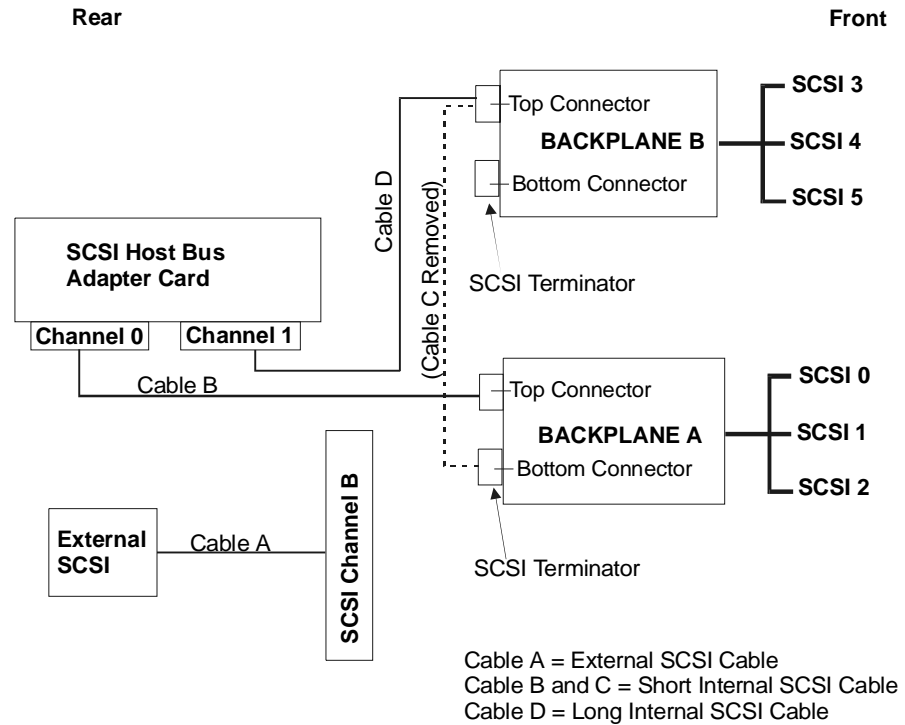 Rear
Front
SCSI 3
Top Connector
BACKPLANE B
SCSI 4
Bottom Connector
SCSI 5
Cable D
(Cable C Removed)
SCSI Host Bus
Adapter Card
SCSI Terminator
Channel 0
Channel 1
Cable B
Top Connector
SCSI 0
BACKPLANE A
SCSI 1
Bottom Connector
SCSI 2
External
SCSI
Cable A
SCSI Channel B
SCSI Terminator
Cable A = External SCSI Cable
Cable B and C = Short Internal SCSI Cable
Cable D = Long Internal SCSI Cable